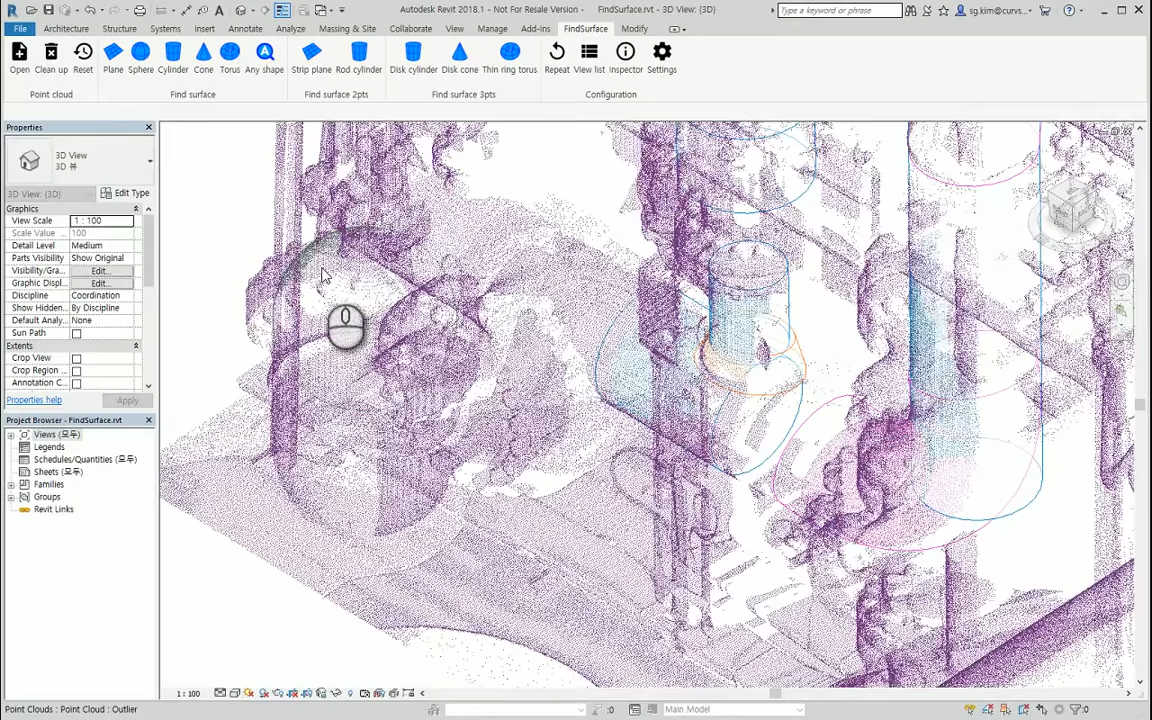 Autodesk Revit 2018.1 - Not For Resale Version - FindSurface.rvt - 3D View: {3D}
Type a keyword or phrase
sg.kim@curvs...
File Architecture Structure Systems Insert Annotate Analyze Massing & Site Collaborate View Manage Add-Ins FindSurface Modify
Open Clean up Reset Plane Sphere Cylinder Cone Torus Any shape Strip plane Rod cylinder Disk cylinder Disk cone Thin ring torus Repeat View list Inspector Settings
Point cloud Find surface Find surface 2pts Find surface 3pts Configuration
Properties
3D View
3D 뷰
3D View: {3D} Edit Type
Graphics
View Scale 1 : 100
Scale Value 100
Detail Level Medium
Parts Visibility Show Original
Visibility/Gra... Edit...
Graphic Displ... Edit...
Discipline Coordination
Show Hidden... By Discipline
Default Analy... None
Sun Path
Extents
Crop View
Crop Region ...
Annotation C...
Properties help Apply
Project Browser - FindSurface.rvt
Views (모두)
Legends
Schedules/Quantities (모두)
Sheets (모두)
Families
Groups
Revit Links
1 : 100
Point Clouds : Point Cloud : Outlier :0 Main Model :0